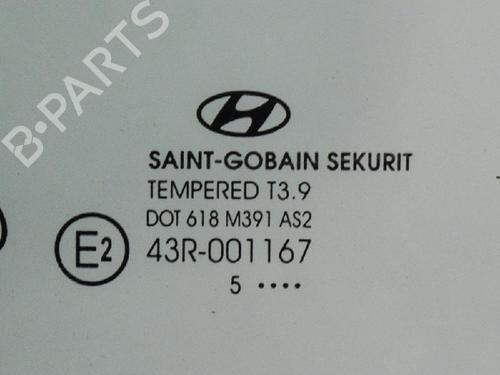 B-PARTS
SAINT-GOBAIN SEKURIT
TEMPERED T3.9
DOT 618 M391 AS2
E2 43R-001167
5 ••••